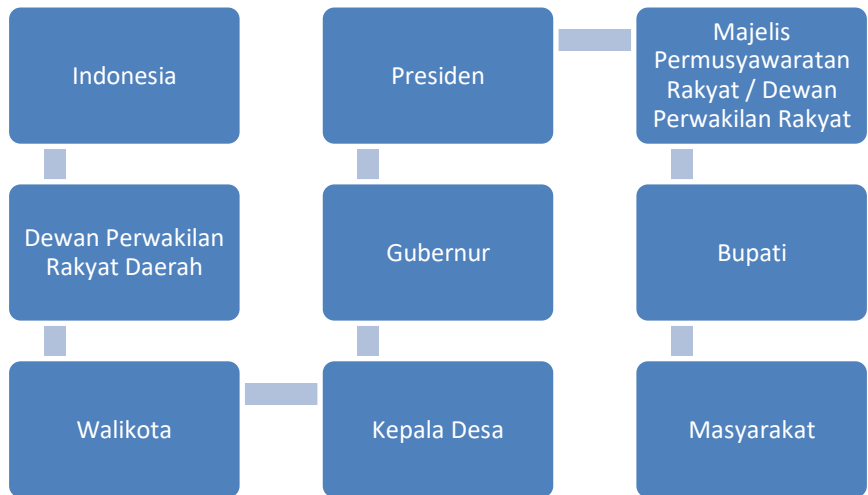 Indonesia
Presiden
Majelis
Permusyawaratan
Rakyat / Dewan
Perwakilan Rakyat
Dewan Perwakilan
Rakyat Daerah
Gubernur
Bupati
Walikota
Kepala Desa
Masyarakat